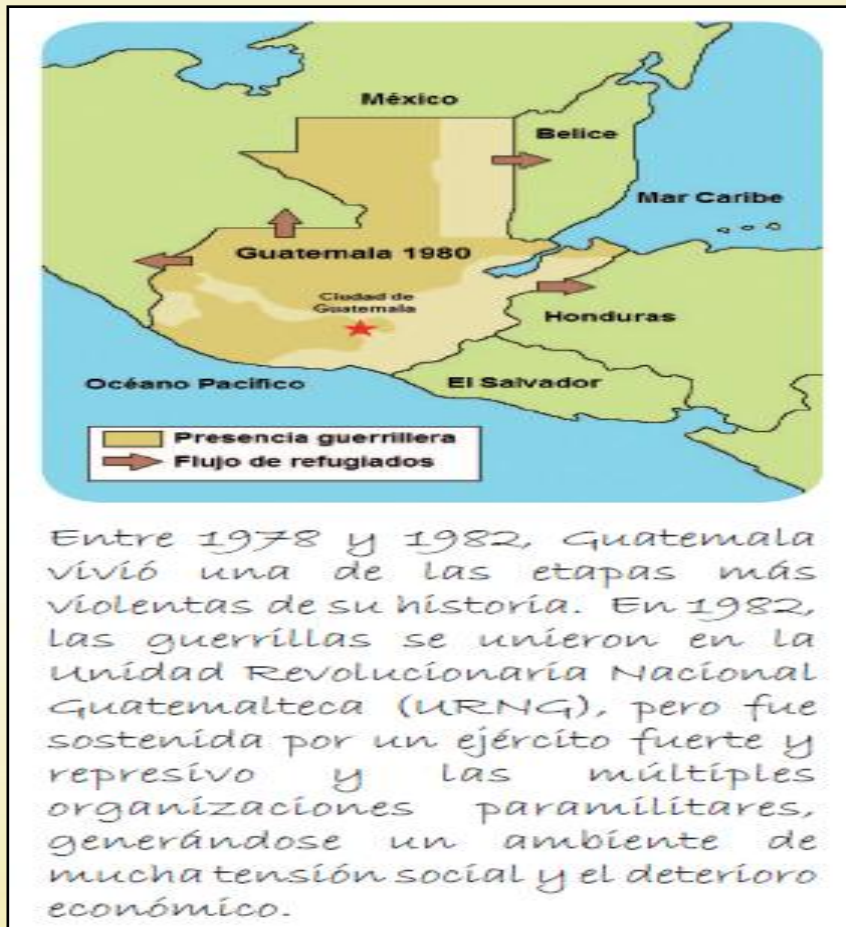 México
Belice
Mar Caribe
Guatemala 1980
Ciudad de
Guatemala
Honduras
Océano Pacifico
El Salvador
Presencia guerrillera
Flujo de refugiados
Entre 1978 y 1982, Guatemala
vivió una de las etapas más
violentas de su historia. En 1982,
las guerrillas se unieron en la
Unidad Revolucionaria Nacional
Guatemalteca (URNG), pero fue
sostenida por un ejército fuerte y
represivo y las múltiples
organizaciones paramilitares,
generándose un ambiente de
mucha tensión social y el deterioro
económico.